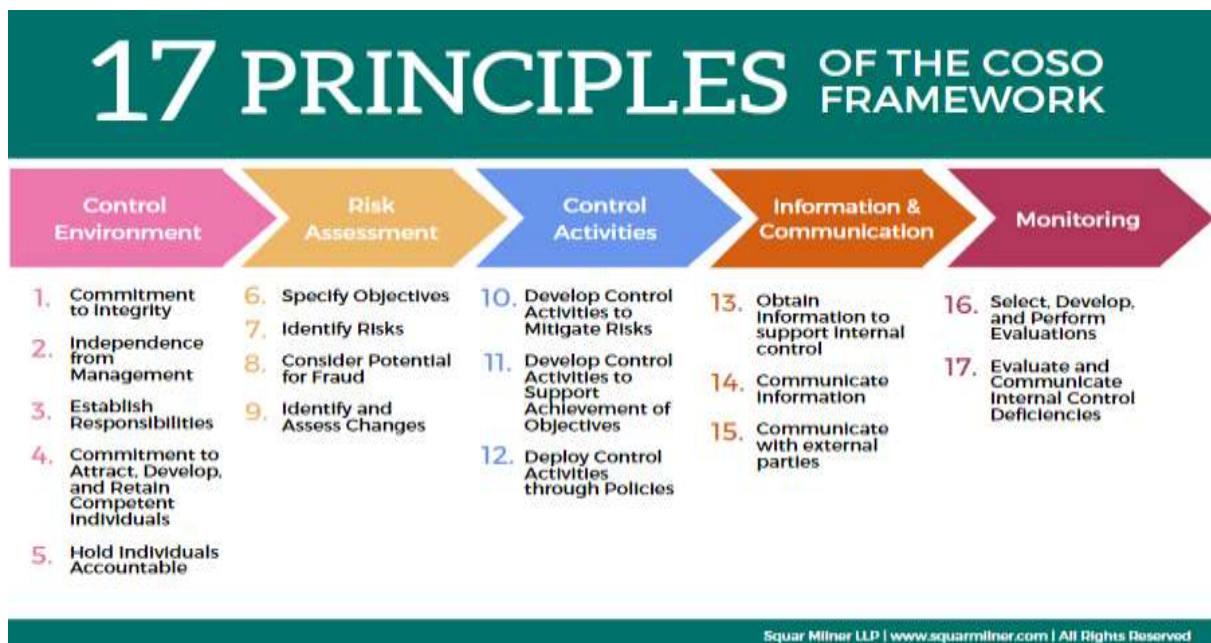 17 PRINCIPLES OF THE COSO
FRAMEWORK
Control
Environment
Risk
Assessment
Control
Activities
Information &
Communication
Monitoring
1. Commitment
to Integrity
2. Independence
from
Management
3. Establish
Responsibilities
4. Commitment to
Attract, Develop,
and Retain
Competent
Individuals
5. Hold Individuals
Accountable
6. Specify Objectives
7. Identify Risks
8. Consider Potential
for Fraud
9. Identify and
Assess Changes
10. Develop Control
Activities to
Mitigate Risks
11. Develop Control
Activities to
Support
Achievement of
Objectives
12. Deploy Control
Activities
through Policies
13. Obtain
Information to
support internal
control
14. Communicate
Information
15. Communicate
with external
parties
16. Select, Develop,
and Perform
Evaluations
17. Evaluate and
Communicate
Internal Control
Deficiencies
Squar Milner LLP | www.squarmilner.com | All Rights Reserved